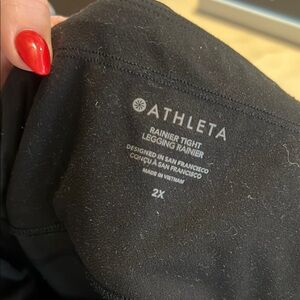 ATHLETA
RAINIER TIGHT
LEGGING RAINIER
DESIGNED IN SAN FRANCISCO
CONÇU À SAN FRANCISCO
MADE IN VIETNAM
2X